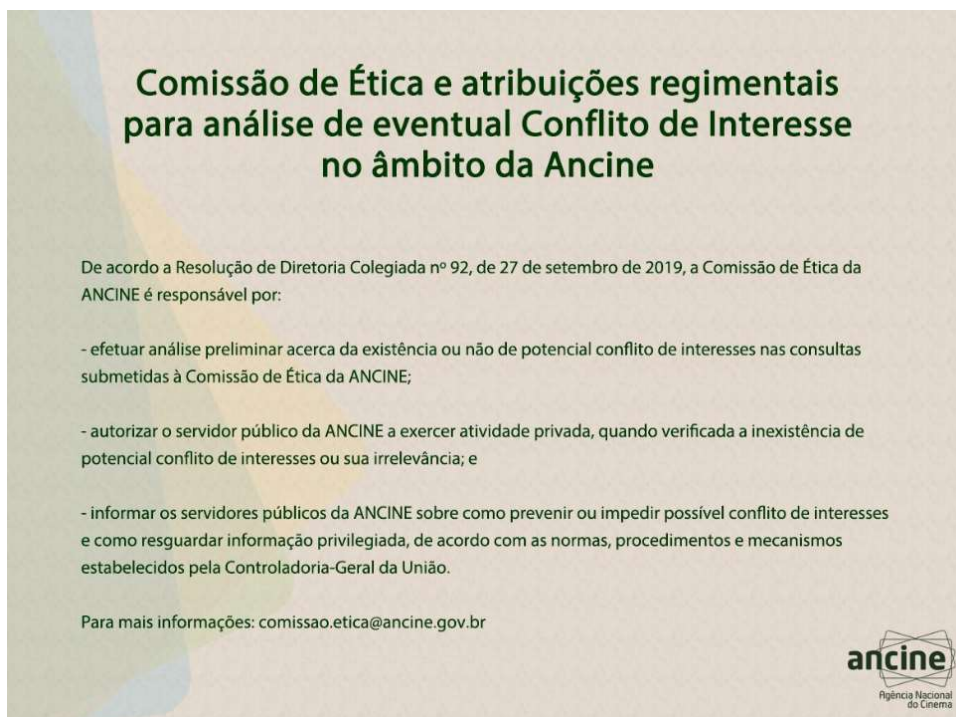 Comissão de Ética e atribuições regimentais
para análise de eventual Conflito de Interesse
no âmbito da Ancine
De acordo a Resolução de Diretoria Colegiada nº 92, de 27 de setembro de 2019, a Comissão de Ética da
ANCINE é responsável por:
- efetuar análise preliminar acerca da existência ou não de potencial conflito de interesses nas consultas
submetidas à Comissão de Ética da ANCINE;
- autorizar o servidor público da ANCINE a exercer atividade privada, quando verificada a inexistência de
potencial conflito de interesses ou sua irrelevância; e
- informar os servidores públicos da ANCINE sobre como prevenir ou impedir possível conflito de interesses
e como resguardar informação privilegiada, de acordo com as normas, procedimentos e mecanismos
estabelecidos pela Controladoria-Geral da União.
Para mais informações: comissao.etica@ancine.gov.br
ancine
Agência Nacional
do Cinema